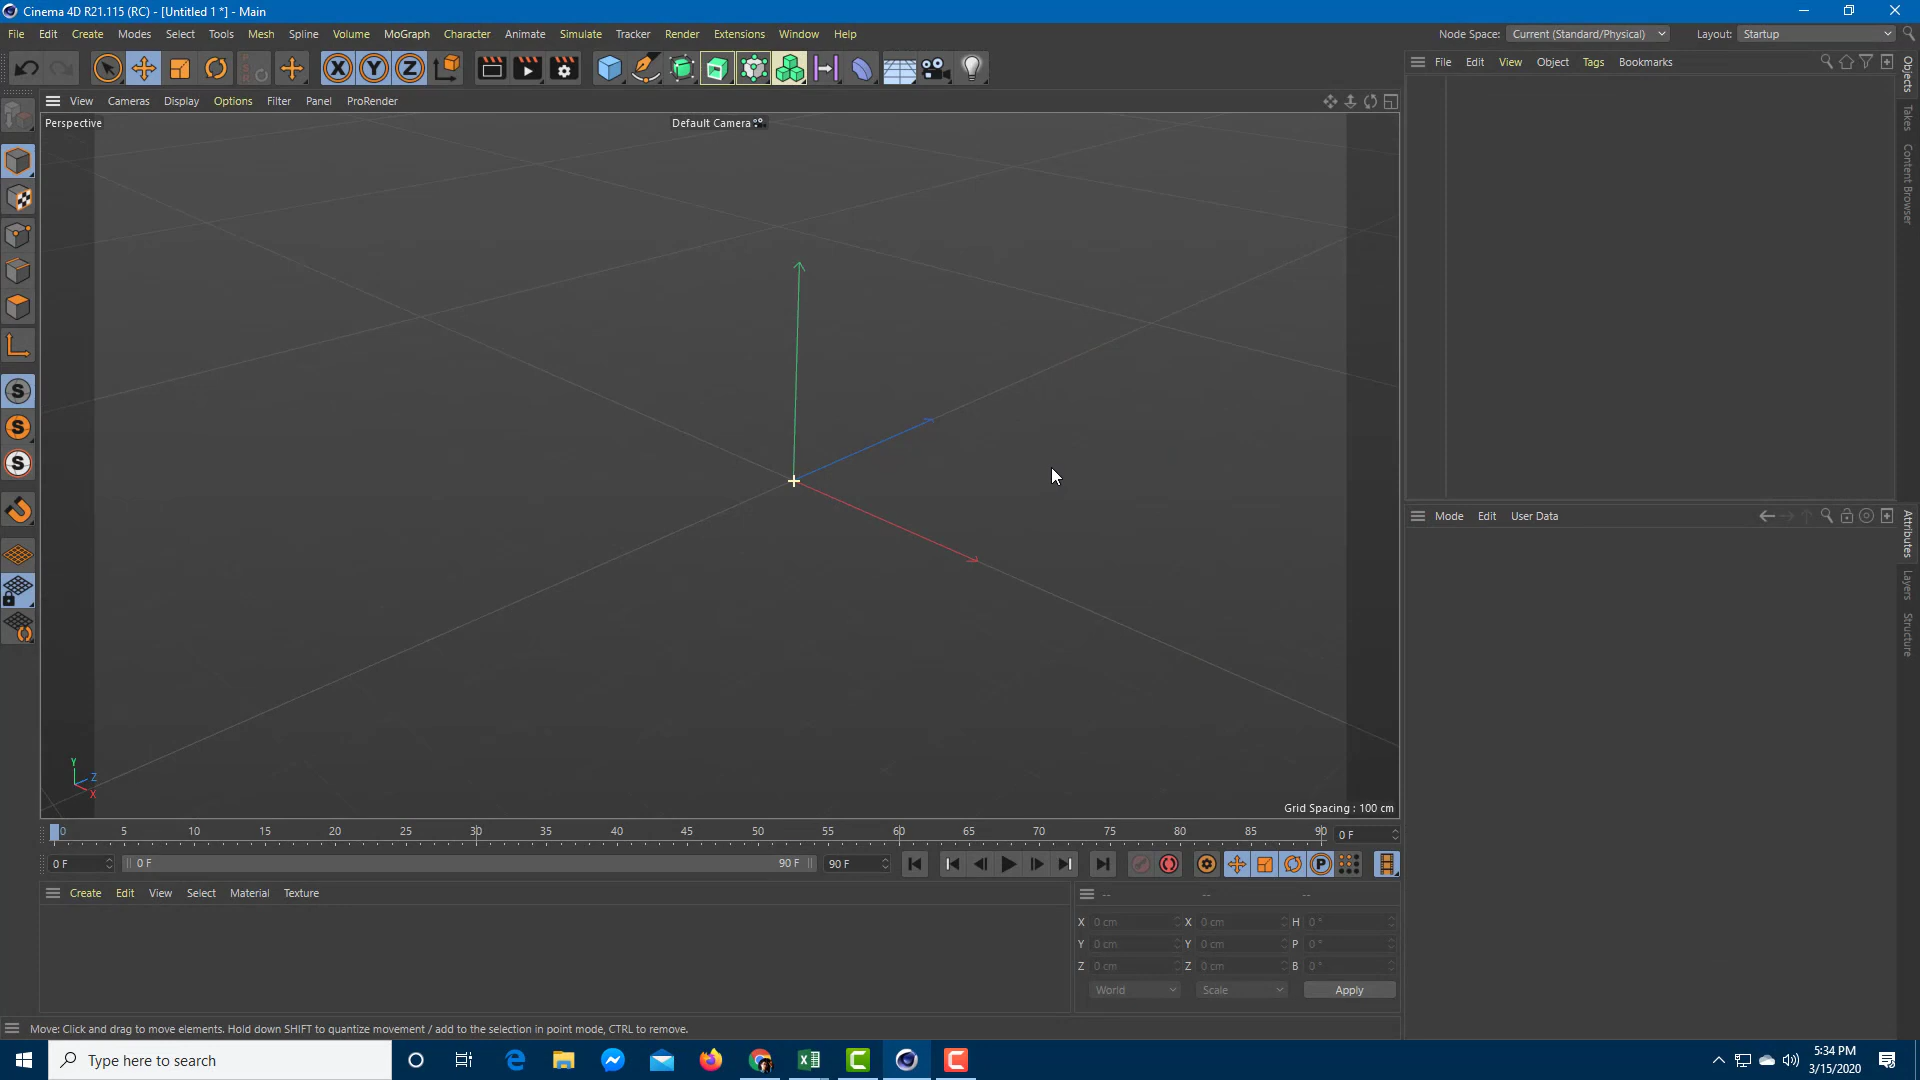 Cinema 4D R21.115 (RC) - [Untitled 1 *] - Main
File Edit Create Modes Select Tools Mesh Spline Volume MoGraph Character Animate Simulate Tracker Render Extensions Window Help
Node Space: Current (Standard/Physical) Layout: Startup
X Y Z
File Edit View Object Tags Bookmarks
Objects
Takes
Content Browser
View Cameras Display Options Filter Panel ProRender
Perspective
Default Camera
S
S
S
Y
Z
X
Grid Spacing : 100 cm
Mode Edit User Data
Attributes
Layers
Structure
0 5 10 15 20 25 30 35 40 45 50 55 60 65 70 75 80 85 90 0 F
0 F 0 F 90 F 90 F
P
Create Edit View Select Material Texture
-- -- --
X 0 cm X 0 cm H 0 °
Y 0 cm Y 0 cm P 0 °
Z 0 cm Z 0 cm B 0 °
World Scale Apply
Move: Click and drag to move elements. Hold down SHIFT to quantize movement / add to the selection in point mode, CTRL to remove.
Type here to search
5:34 PM
3/15/2020